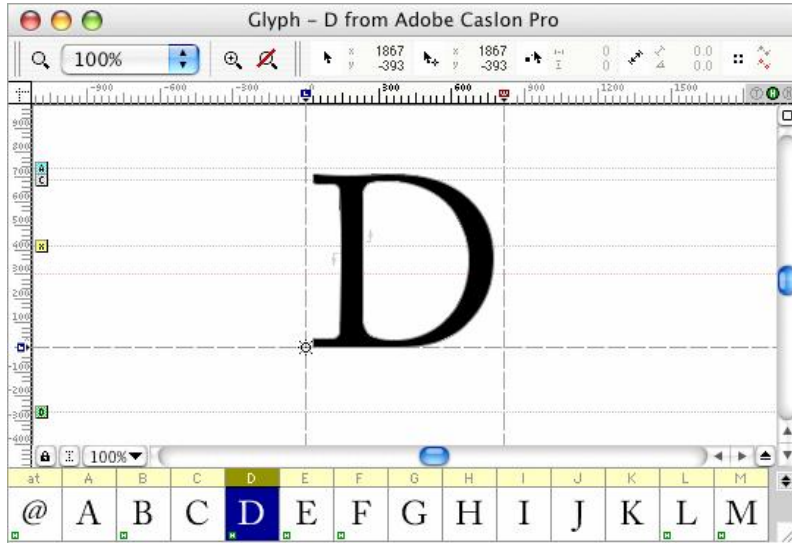 Glyph – D from Adobe Caslon Pro
100% x 1867 x 1867 0 0.0
y -393 y -393 0 0.0
-900 -600 -300 0 300 600 900 1200 1500
900
800
700 A
C
600
500
400 x
300
200
100
D
-100
-200
-300 D
-400
100%
at A B C D E F G H I J K L M
@ A B C D E F G H I J K L M